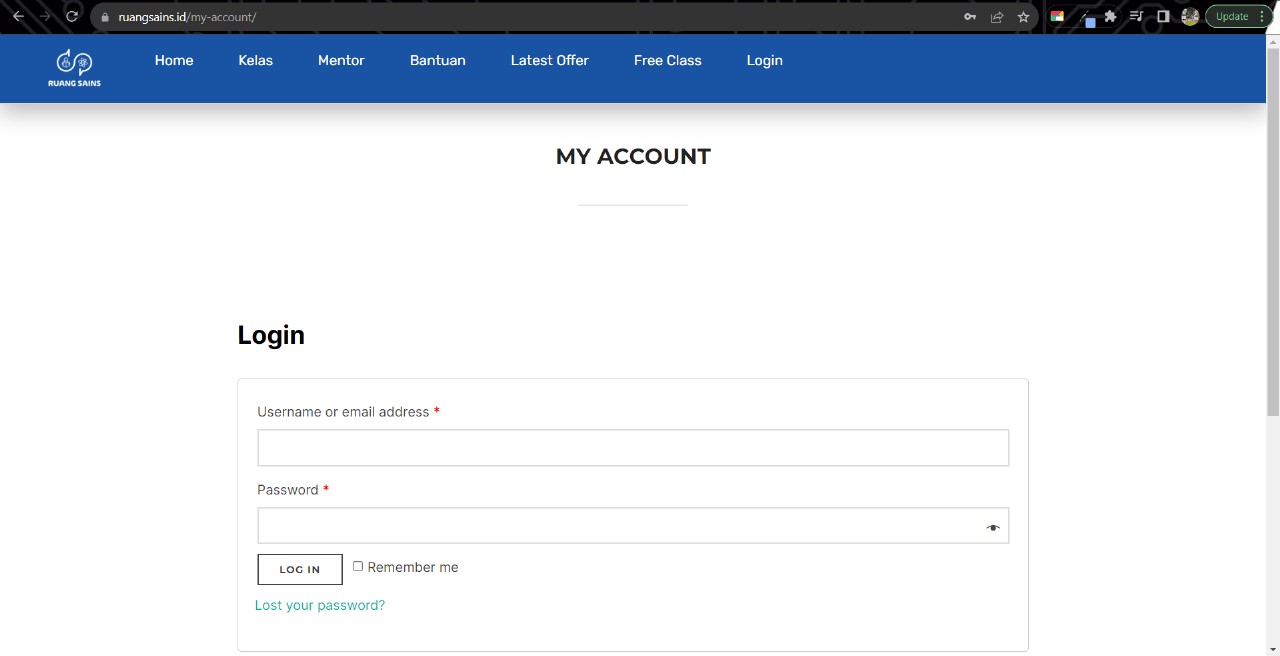 ruangsains.id/my-account/
Update
RUANG SAINS
Home
Kelas
Mentor
Bantuan
Latest Offer
Free Class
Login
MY ACCOUNT
Login
Username or email address *
Password *
LOG IN
Remember me
Lost your password?